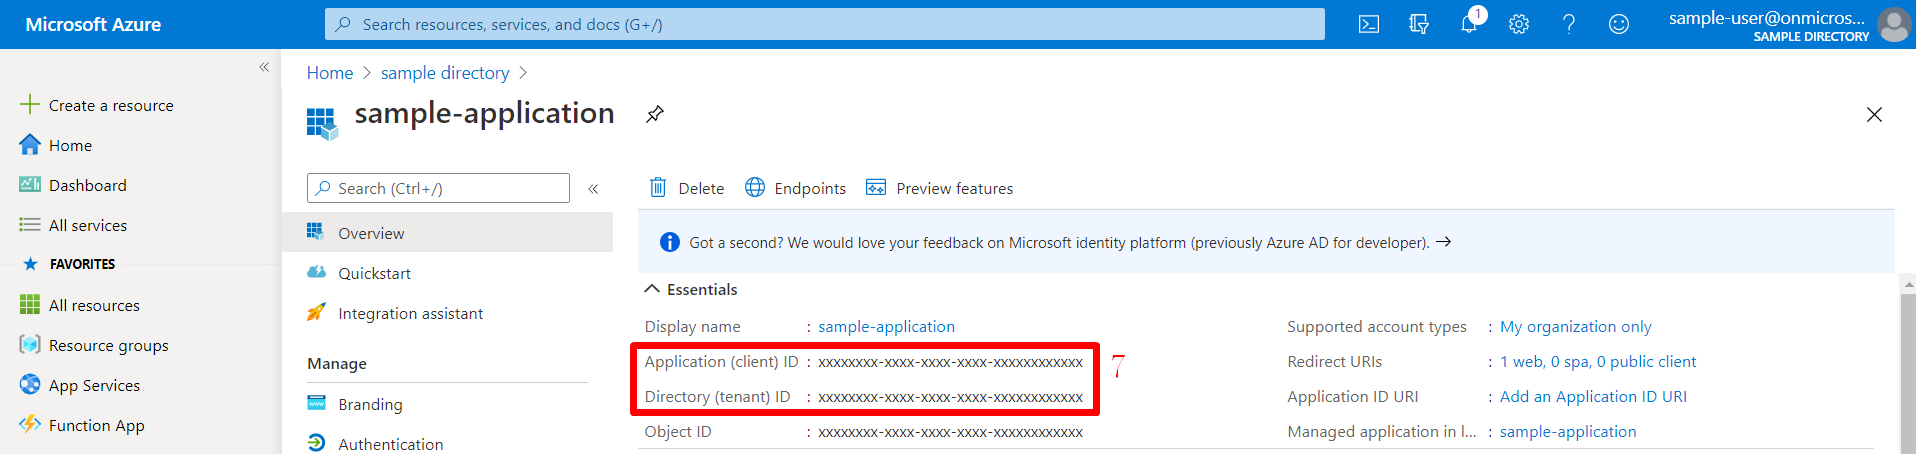 Microsoft Azure
Search resources, services, and docs (G+/)
1
sample-user@onmicros...
SAMPLE DIRECTORY
«
Create a resource
Home
Dashboard
All services
FAVORITES
All resources
Resource groups
App Services
Function App
Home > sample directory >
sample-application
Search (Ctrl+/)
«
Overview
Quickstart
Integration assistant
Manage
Branding
Authentication
Delete
Endpoints
Preview features
Got a second? We would love your feedback on Microsoft identity platform (previously Azure AD for developer). →
Essentials
Display name : sample-application
Application (client) ID : xxxxxxxx-xxxx-xxxx-xxxx-xxxxxxxxxxxx
7
Directory (tenant) ID : xxxxxxxx-xxxx-xxxx-xxxx-xxxxxxxxxxxx
Object ID : xxxxxxxx-xxxx-xxxx-xxxx-xxxxxxxxxxxx
Supported account types : My organization only
Redirect URIs : 1 web, 0 spa, 0 public client
Application ID URI : Add an Application ID URI
Managed application in l... : sample-application